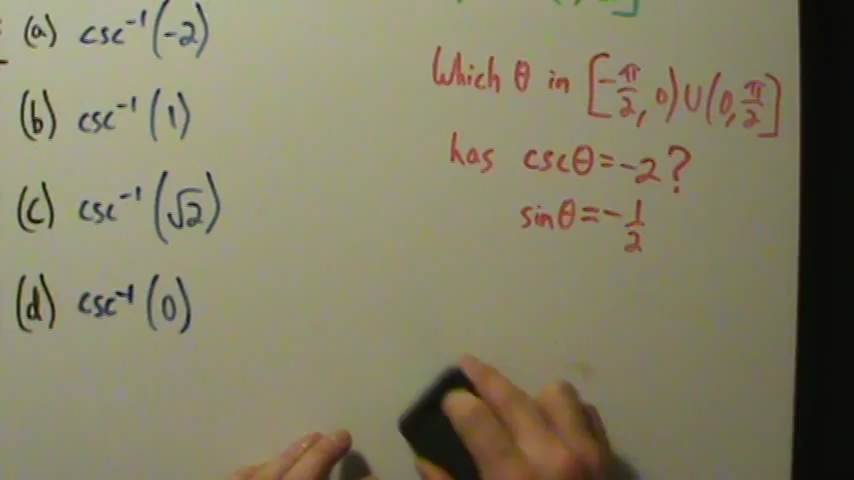 (a) csc⁻¹(-2)
(b) csc⁻¹(1)
(c) csc⁻¹(√2)
(d) csc⁻¹(0)
Which θ in [-π/2, 0) ∪ (0, π/2]
has cscθ = -2?
sinθ = -1/2